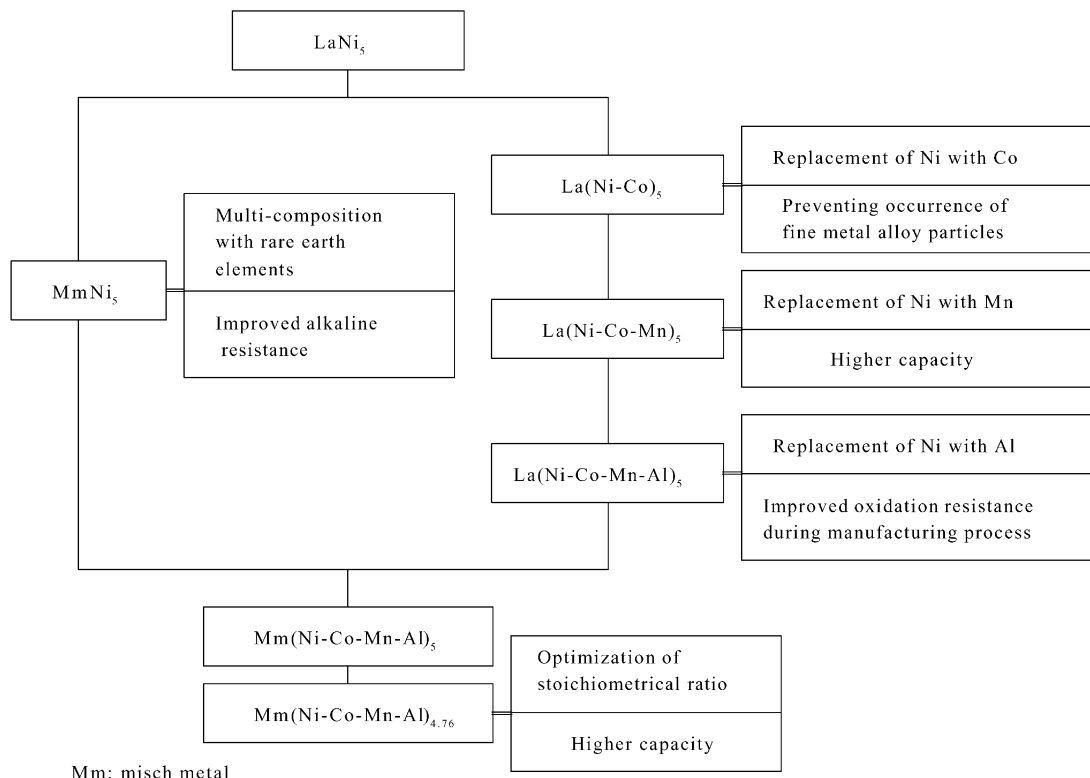 LaNi₅
Replacement of Ni with Co
La(Ni-Co)₅
Preventing occurrence of
fine metal alloy particles
Multi-composition
with rare earth
elements
MmNi₅
Improved alkaline
resistance
Replacement of Ni with Mn
La(Ni-Co-Mn)₅
Higher capacity
Replacement of Ni with Al
La(Ni-Co-Mn-Al)₅
Improved oxidation resistance
during manufacturing process
Mm(Ni-Co-Mn-Al)₅
Optimization of
stoichiometrical ratio
Mm(Ni-Co-Mn-Al)₄.₇₆
Higher capacity
Mm: misch metal